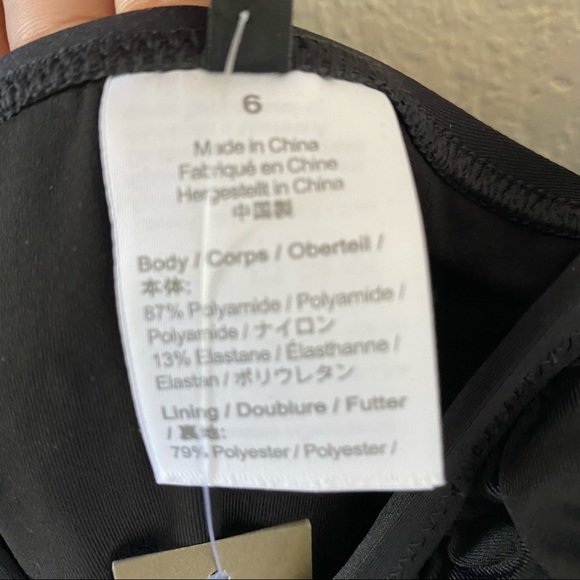 6
Made in China
Fabriqué en Chine
Hergestellt in China
中国製
Body / Corps / Oberteil /
本体:
87% Polyamide / Polyamide /
Polyamide / ナイロン
13% Elastane / Élasthanne /
Elastan / ポリウレタン
Lining / Doublure / Futter
/ 裏地:
79% Polyester / Polyester /